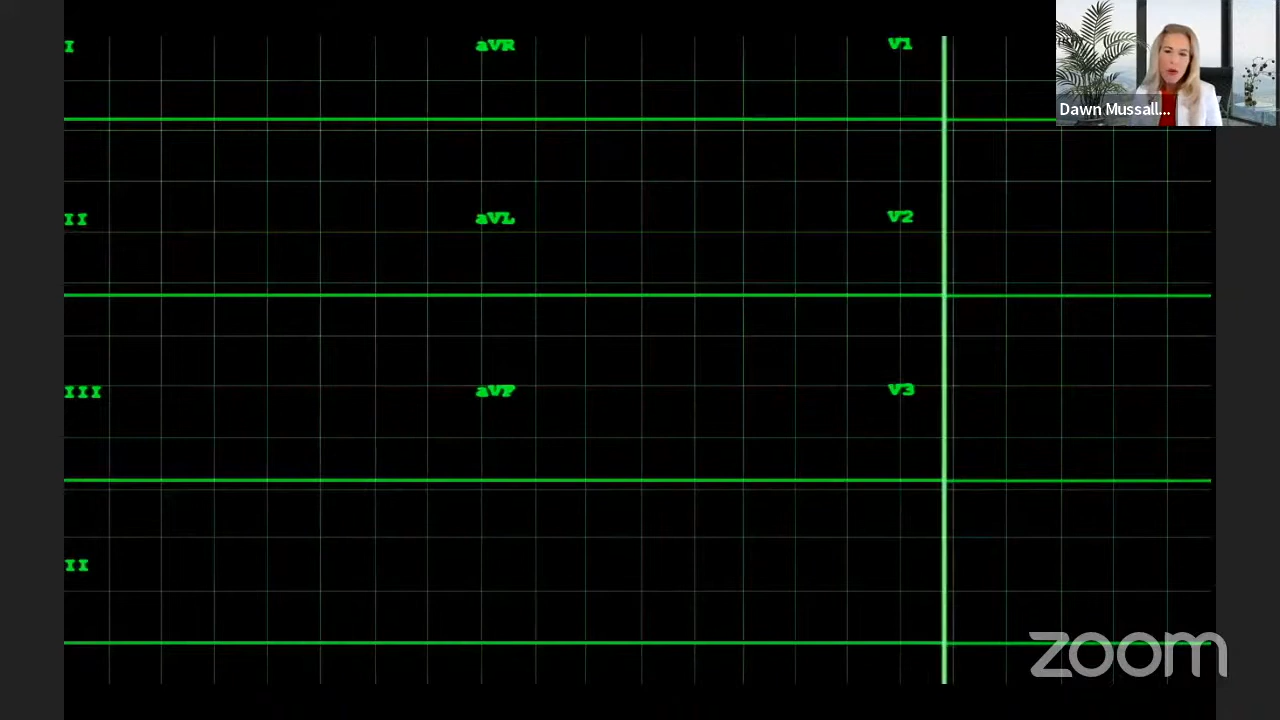 I aVR V1
Dawn Mussall...
II aVL V2
III aVF V3
II
zoom